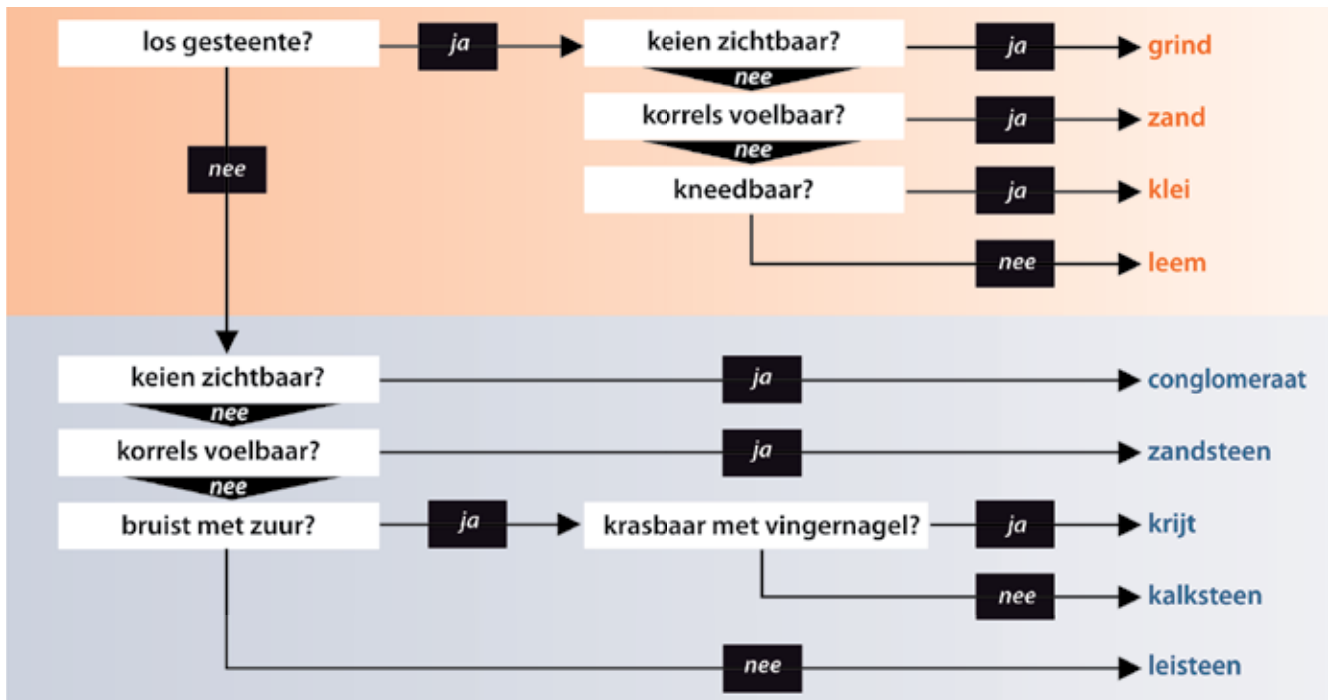 los gesteente? ja keien zichtbaar? ja grind
nee
korrels voelbaar? ja zand
nee nee
kneedbaar? ja klei
nee leem
keien zichtbaar? ja conglomeraat
nee
korrels voelbaar? ja zandsteen
nee
bruist met zuur? ja krasbaar met vingernagel? ja krijt
nee kalksteen
nee leisteen